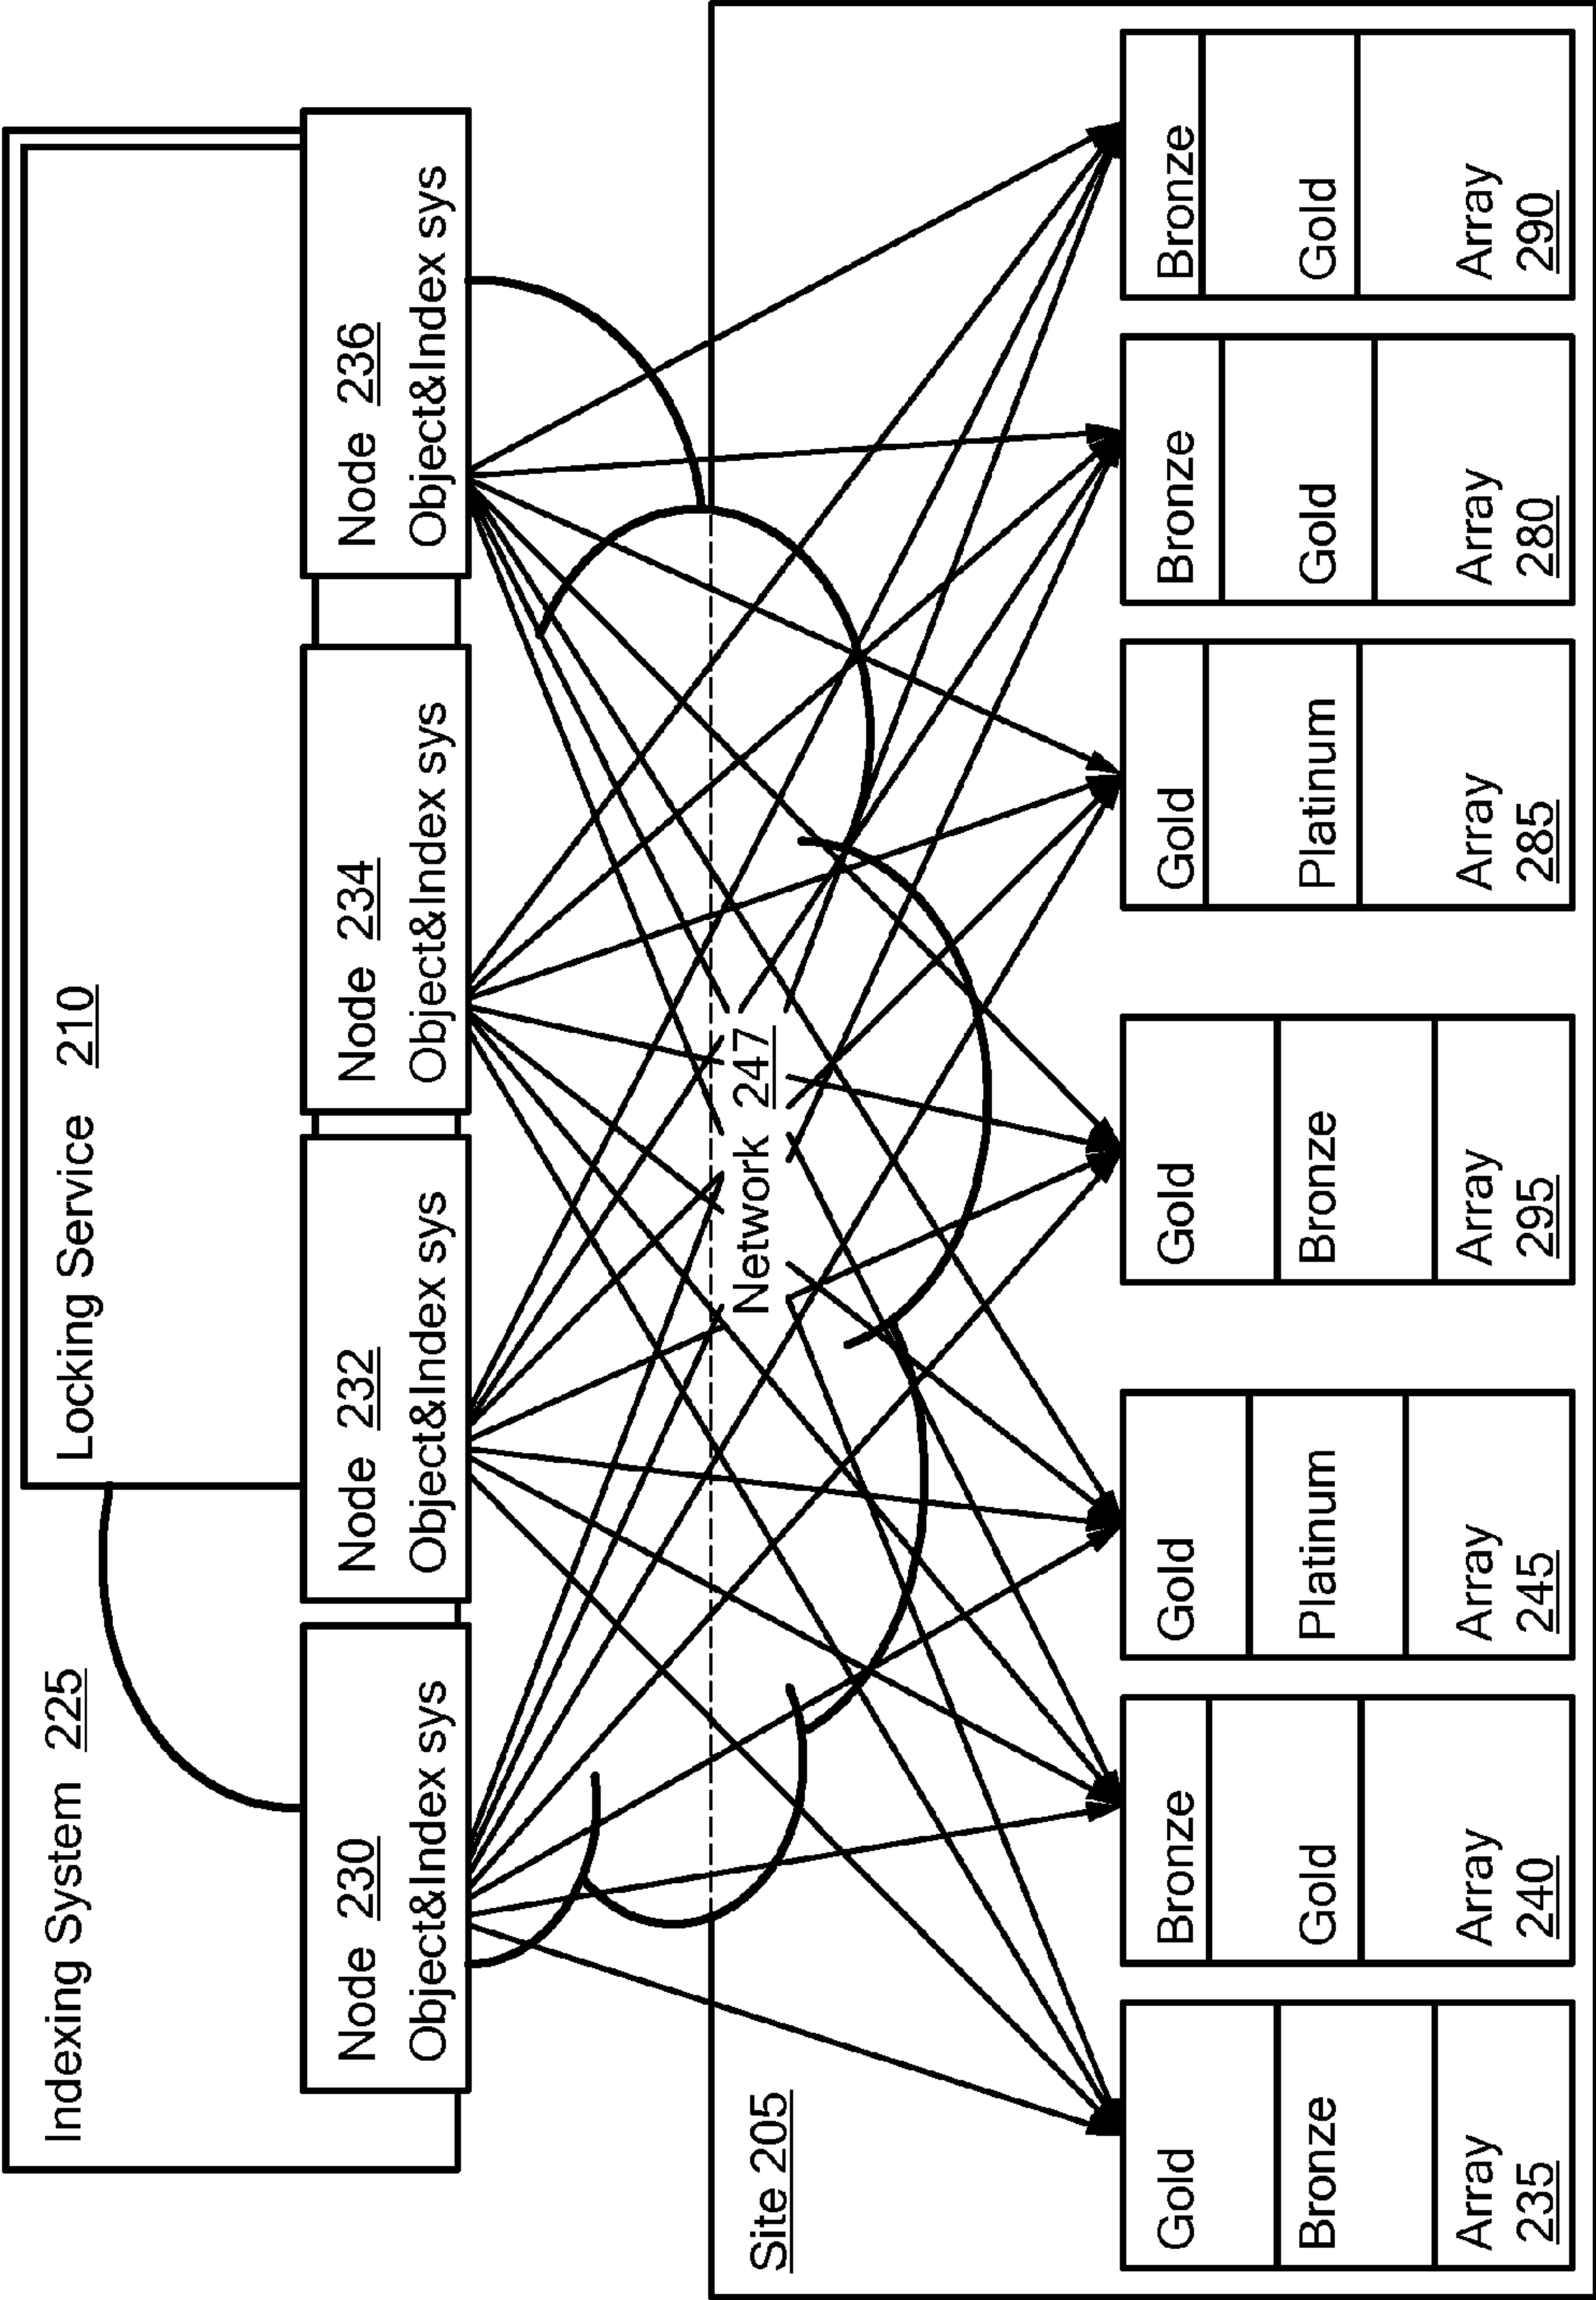 Indexing System 225
Locking Service 210
Node 230
Object&Index sys
Node 232
Object&Index sys
Node 234
Object&Index sys
Node 236
Object&Index sys
Site 205
Network 247
Gold
Bronze
Array
235
Bronze
Gold
Array
240
Gold
Platinum
Array
245
Gold
Bronze
Array
295
Gold
Platinum
Array
285
Bronze
Gold
Array
280
Bronze
Gold
Array
290